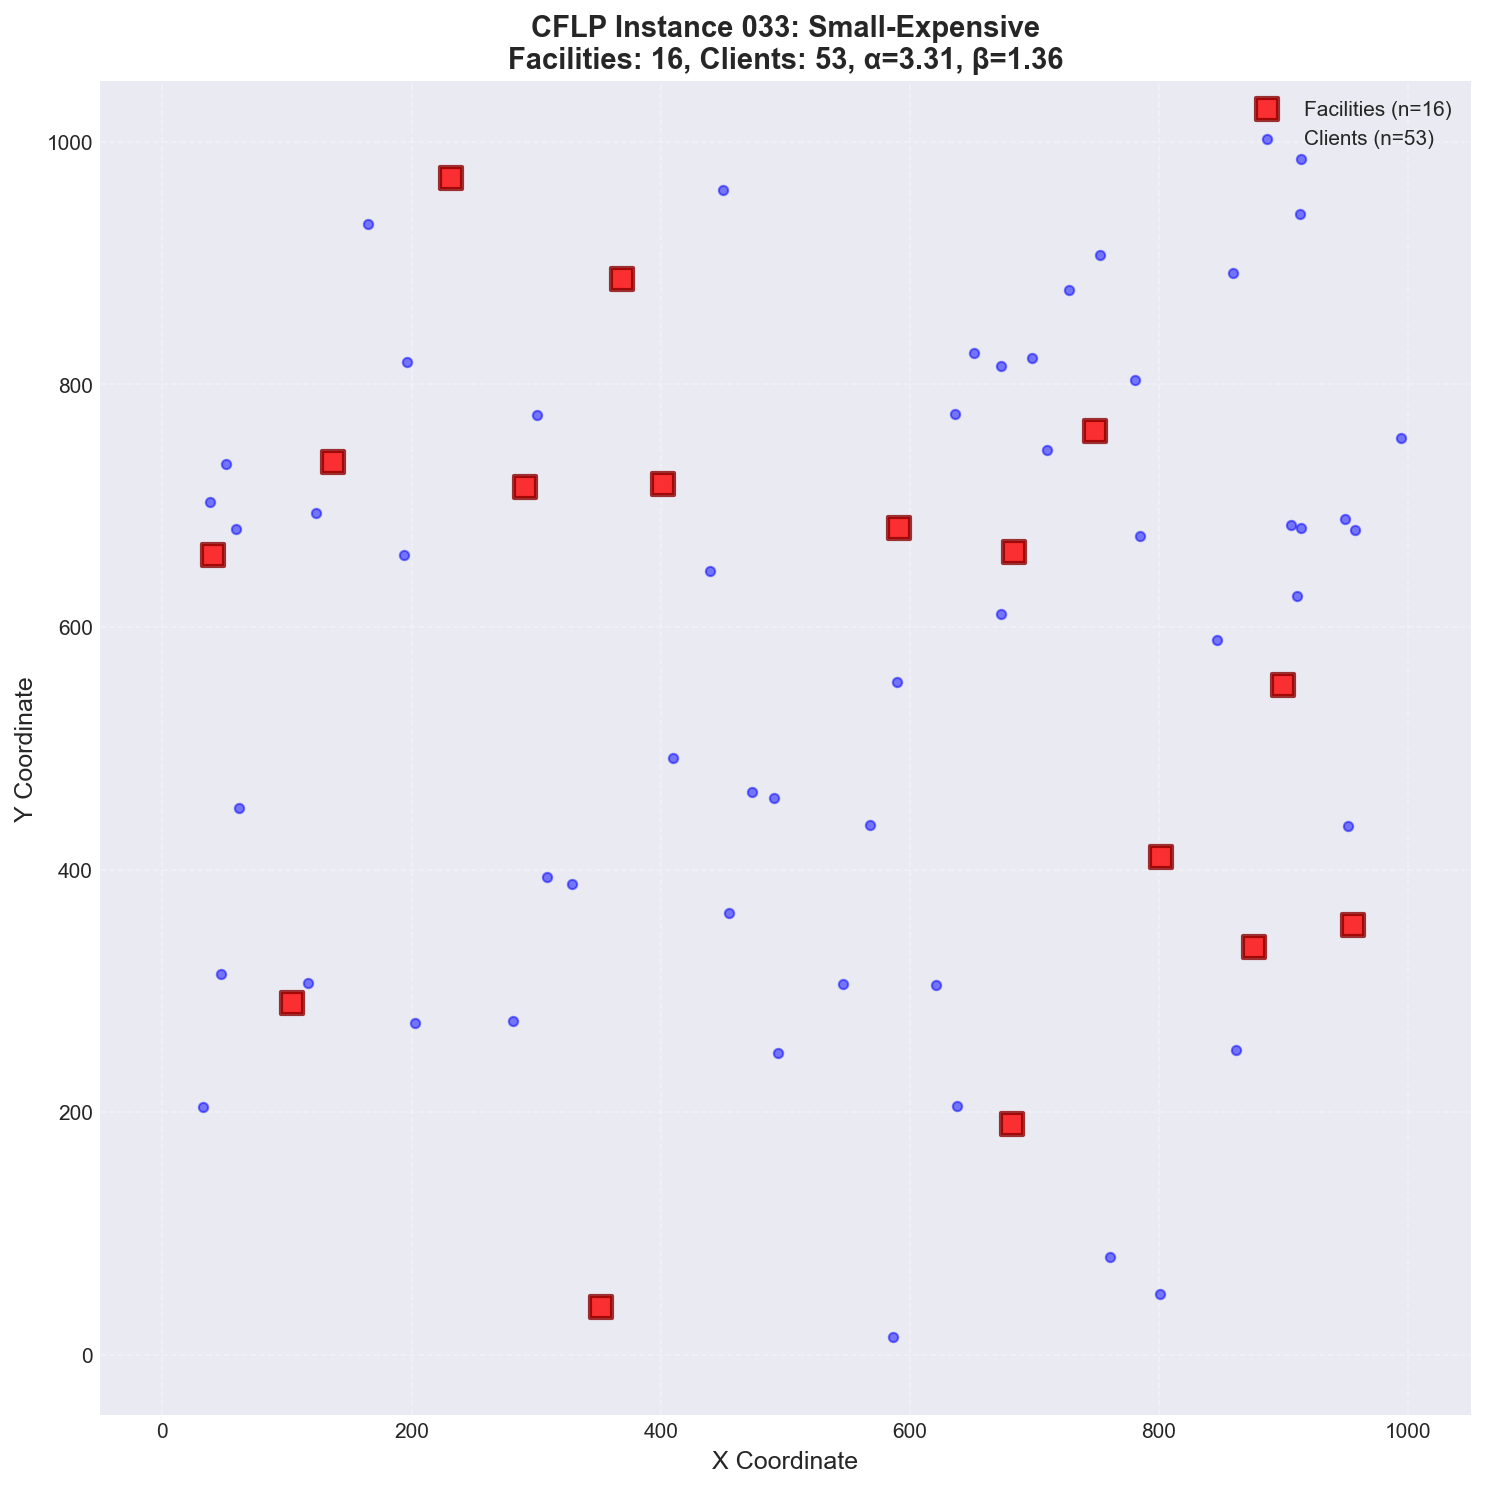 CFLP Instance 033: Small-Expensive
Facilities: 16, Clients: 53, α=3.31, β=1.36
Facilities (n=16)
Clients (n=53)
1000
800
600
400
200
0
Y Coordinate
0
200
400
600
800
1000
X Coordinate